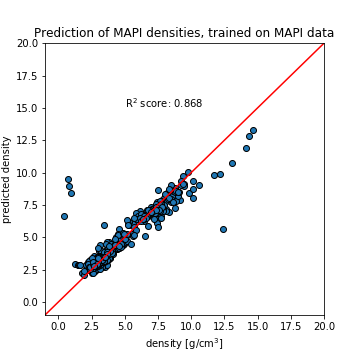 Prediction of MAPI densities, trained on MAPI data
20.0
17.5
15.0
12.5
10.0
7.5
5.0
2.5
0.0
R² score: 0.868
predicted density
0.0 2.5 5.0 7.5 10.0 12.5 15.0 17.5 20.0
density [g/cm³]